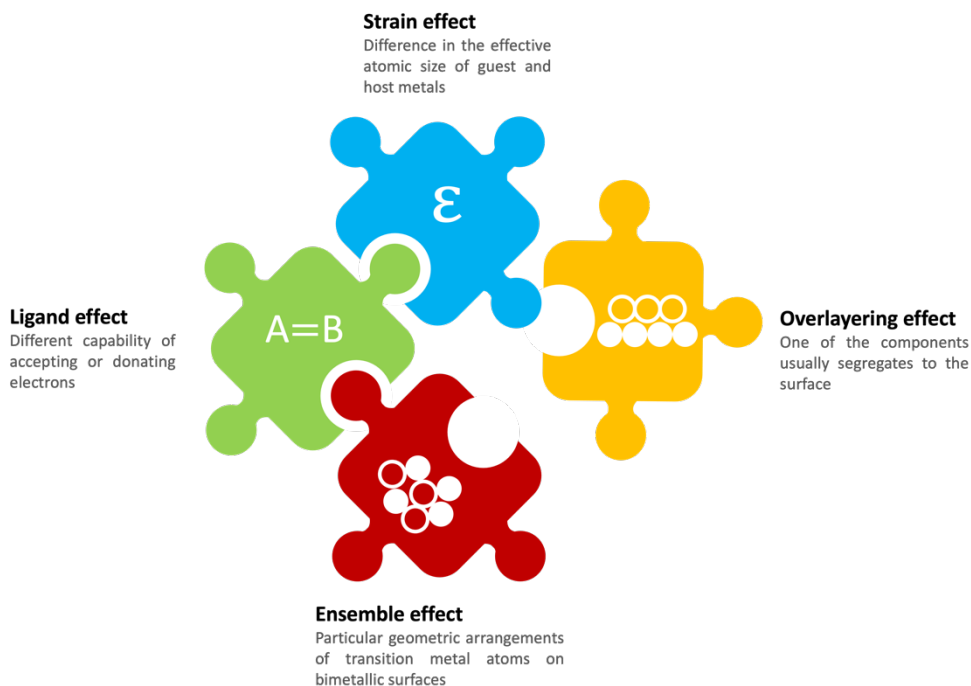 Strain effect
Difference in the effective
atomic size of guest and
host metals
ε
A=B
Ligand effect
Different capability of
accepting or donating
electrons
Overlayering effect
One of the components
usually segregates to the
surface
Ensemble effect
Particular geometric arrangements
of transition metal atoms on
bimetallic surfaces